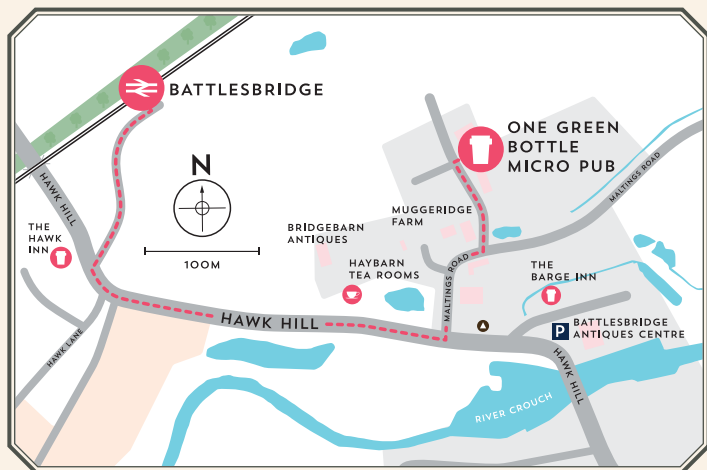 BATTLESBRIDGE
ONE GREEN
BOTTLE
MICRO PUB
N
100M
HAWK HILL
THE
HAWK
INN
HAWK LANE
BRIDGEBARN
ANTIQUES
MUGGERIDGE
FARM
MALTINGS ROAD
HAYBARN
TEA ROOMS
MALTINGS ROAD
THE
BARGE INN
HAWK HILL
P
BATTLESBRIDGE
ANTIQUES CENTRE
HAWK HILL
RIVER CROUCH